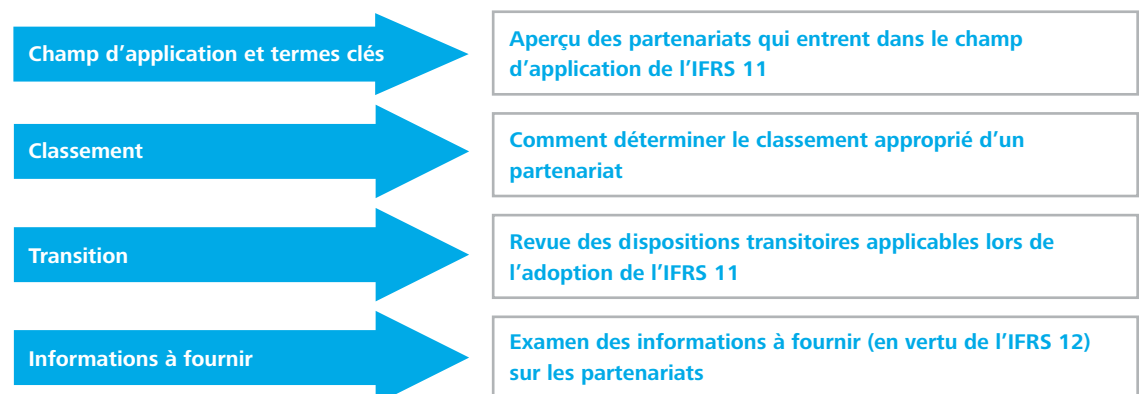 Champ d’application et termes clés
Aperçu des partenariats qui entrent dans le champ
d’application de l’IFRS 11
Classement
Comment déterminer le classement approprié d’un
partenariat
Transition
Revue des dispositions transitoires applicables lors de
l’adoption de l’IFRS 11
Informations à fournir
Examen des informations à fournir (en vertu de l’IFRS 12)
sur les partenariats